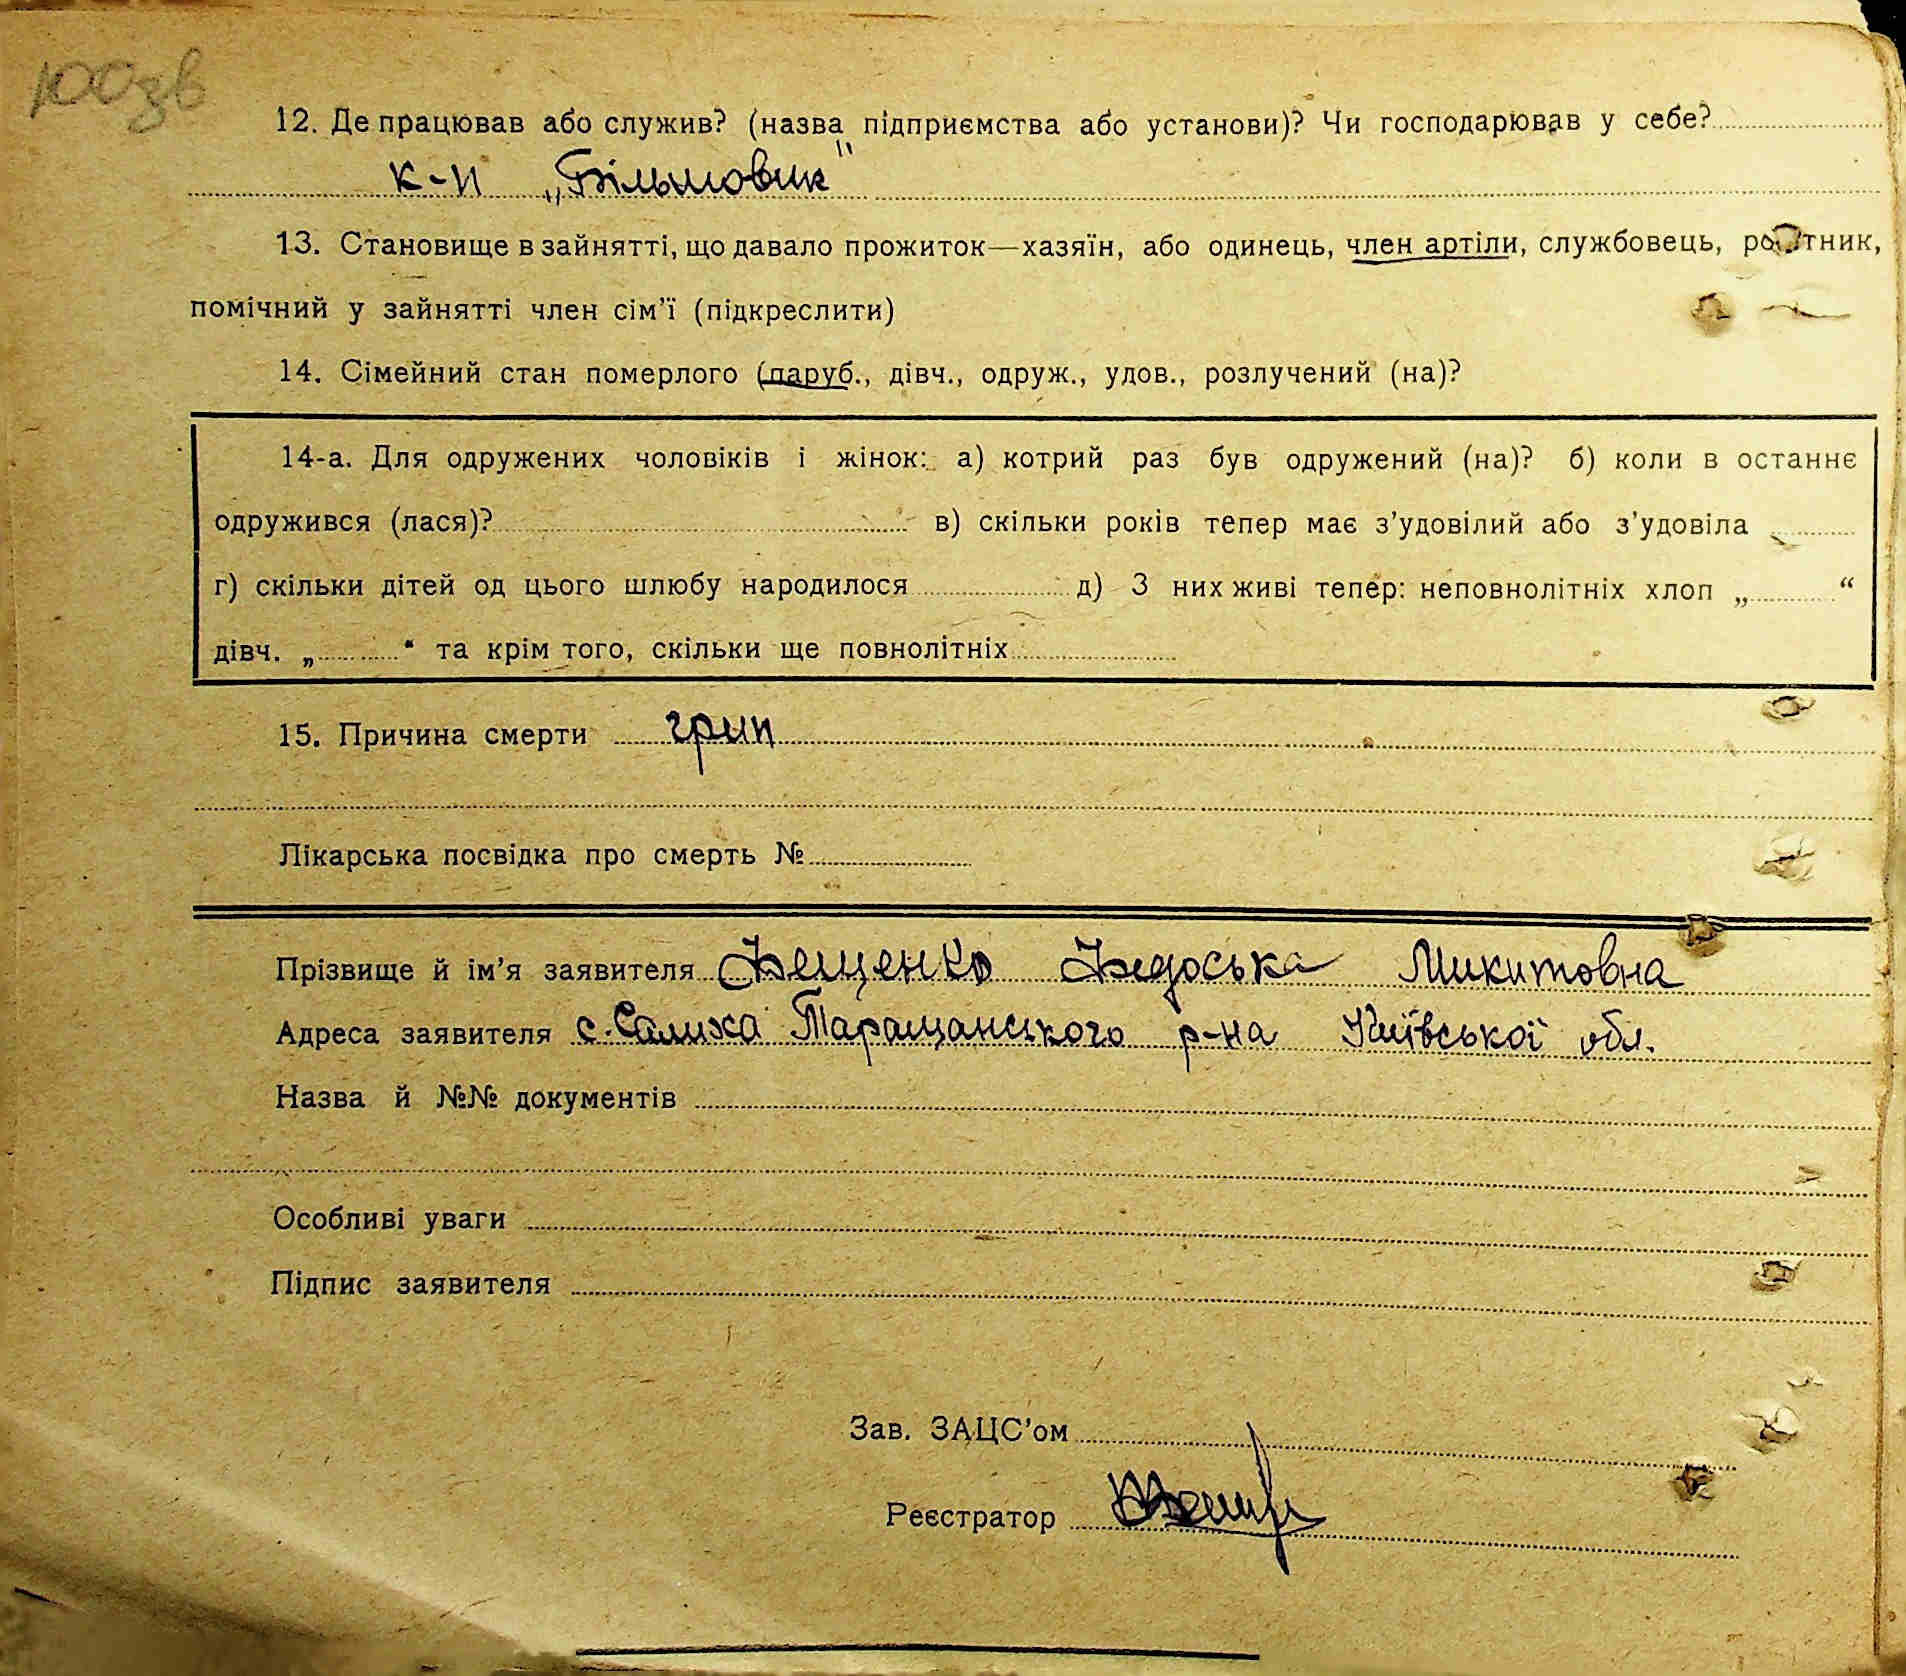 100зв
12. Де працював або служив? (назва підприємства або установи)? Чи господарював у себе?
к-п „Більшовик"
13. Становище в зайнятті, що давало прожиток—хазяїн, або одинець, член артіли, службовець, робітник,
помічний у зайнятті член сім'ї (підкреслити)
14. Сімейний стан померлого (паруб., дівч., одруж., удов., розлучений (на)?
14-а. Для одружених чоловіків і жінок: а) котрий раз був одружений (на)? б) коли в останнє
одружився (лася)? в) скільки років тепер має з'удовілий або з'удовіла
г) скільки дітей од цього шлюбу народилося д) З них живі тепер: неповнолітніх хлоп „ “
дівч. „ “ та крім того, скільки ще повнолітніх
15. Причина смерти грип
Лікарська посвідка про смерть №
Прізвище й ім'я заявителя Фещенко Федоська Микитовна
Адреса заявителя с. Салиха Таращанського р-на Київської обл.
Назва й №№ документів
Особливі уваги
Підпис заявителя
Зав. ЗАЦС'ом
Реєстратор